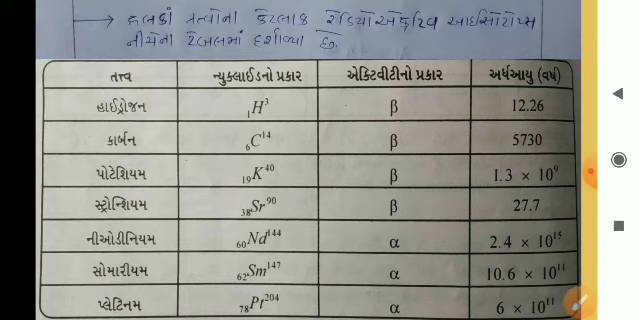 → હલકાં તત્વોના કેટલાક રેડિયોએક્ટિવ આઇસોટોપ્સ
નીચેના ટેબલમાં દર્શાવ્યા છે.
તત્ત્વ ન્યુક્લાઈડનો પ્રકાર એક્ટિવીટીનો પ્રકાર અર્ધઆયુ (વર્ષ)
હાઈડ્રોજન ₁H³ β 12.26
કાર્બન ₆C¹⁴ β 5730
પોટેશિયમ ₁₉K⁴⁰ β 1.3 × 10⁹
સ્ટ્રોન્શિયમ ₃₈Sr⁹⁰ β 27.7
નીઓડીનિયમ ₆₀Nd¹⁴⁴ α 2.4 × 10¹⁵
સોમારીયમ ₆₂Sm¹⁴⁷ α 10.6 × 10¹¹
પ્લેટિનમ ₇₈Pt²⁰⁴ α 6 × 10¹¹